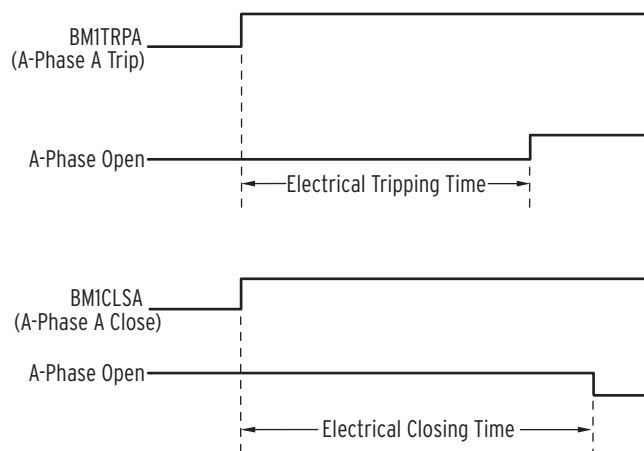 BM1TRPA
(A-Phase A Trip)
A-Phase Open
Electrical Tripping Time
BM1CLSA
(A-Phase A Close)
A-Phase Open
Electrical Closing Time